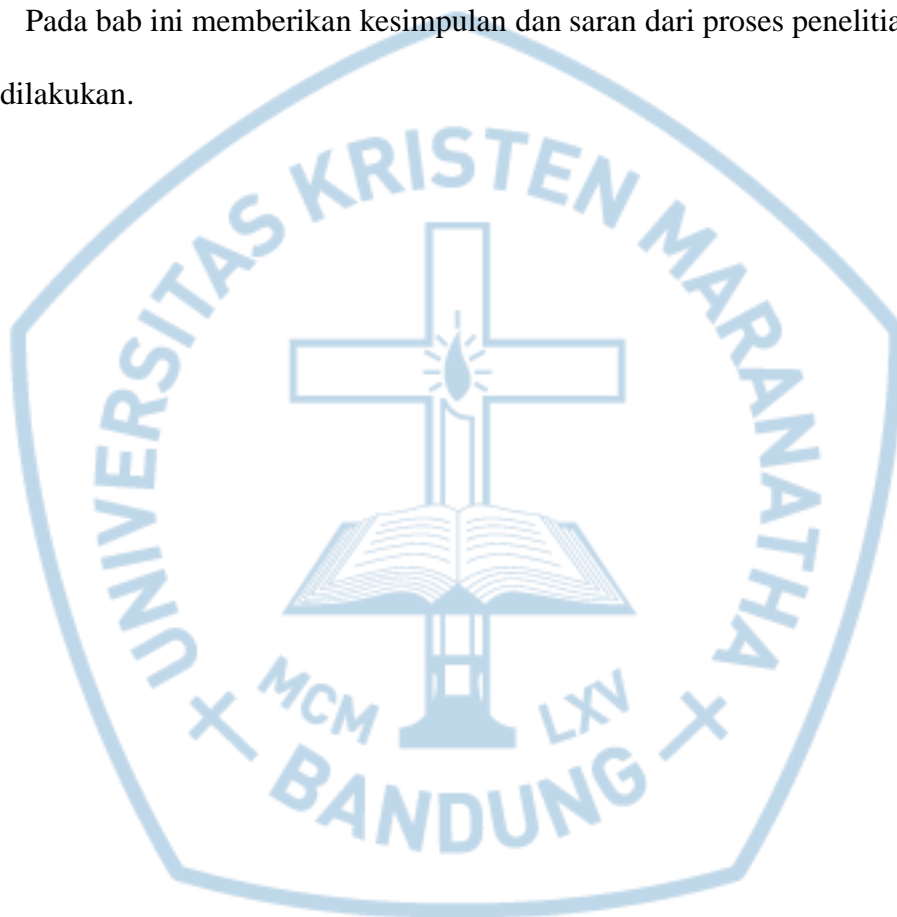 Pada bab ini memberikan kesimpulan dan saran dari proses penelitia
dilakukan.
UNIVERSITAS KRISTEN MARANATHA
MCM LXV
BANDUNG